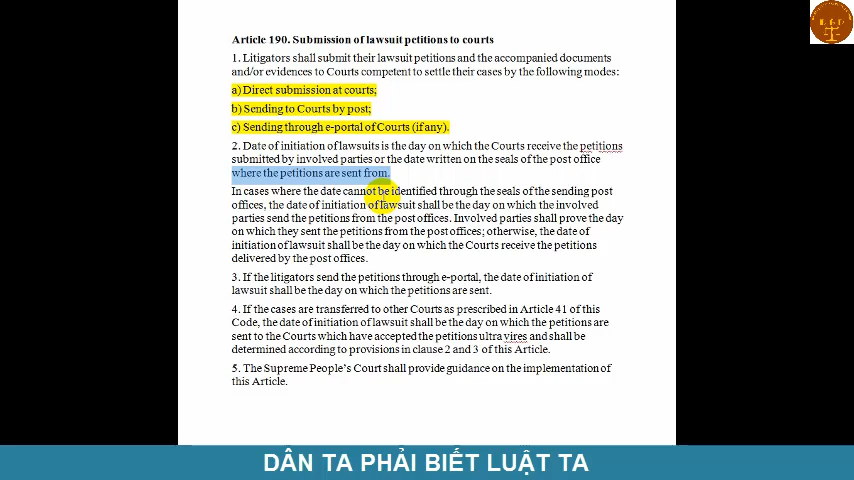 Article 190. Submission of lawsuit petitions to courts
1. Litigators shall submit their lawsuit petitions and the accompanied documents
and/or evidences to Courts competent to settle their cases by the following modes:
a) Direct submission at courts;
b) Sending to Courts by post;
c) Sending through e-portal of Courts (if any).
2. Date of initiation of lawsuits is the day on which the Courts receive the petitions
submitted by involved parties or the date written on the seals of the post office
where the petitions are sent from.
In cases where the date cannot be identified through the seals of the sending post
offices, the date of initiation of lawsuit shall be the day on which the involved
parties send the petitions from the post offices. Involved parties shall prove the day
on which they sent the petitions from the post offices; otherwise, the date of
initiation of lawsuit shall be the day on which the Courts receive the petitions
delivered by the post offices.
3. If the litigators send the petitions through e-portal, the date of initiation of
lawsuit shall be the day on which the petitions are sent.
4. If the cases are transferred to other Courts as prescribed in Article 41 of this
Code, the date of initiation of lawsuit shall be the day on which the petitions are
sent to the Courts which have accepted the petitions ultra vires and shall be
determined according to provisions in clause 2 and 3 of this Article.
5. The Supreme People's Court shall provide guidance on the implementation of
this Article.
DÂN TA PHẢI BIẾT LUẬT TA